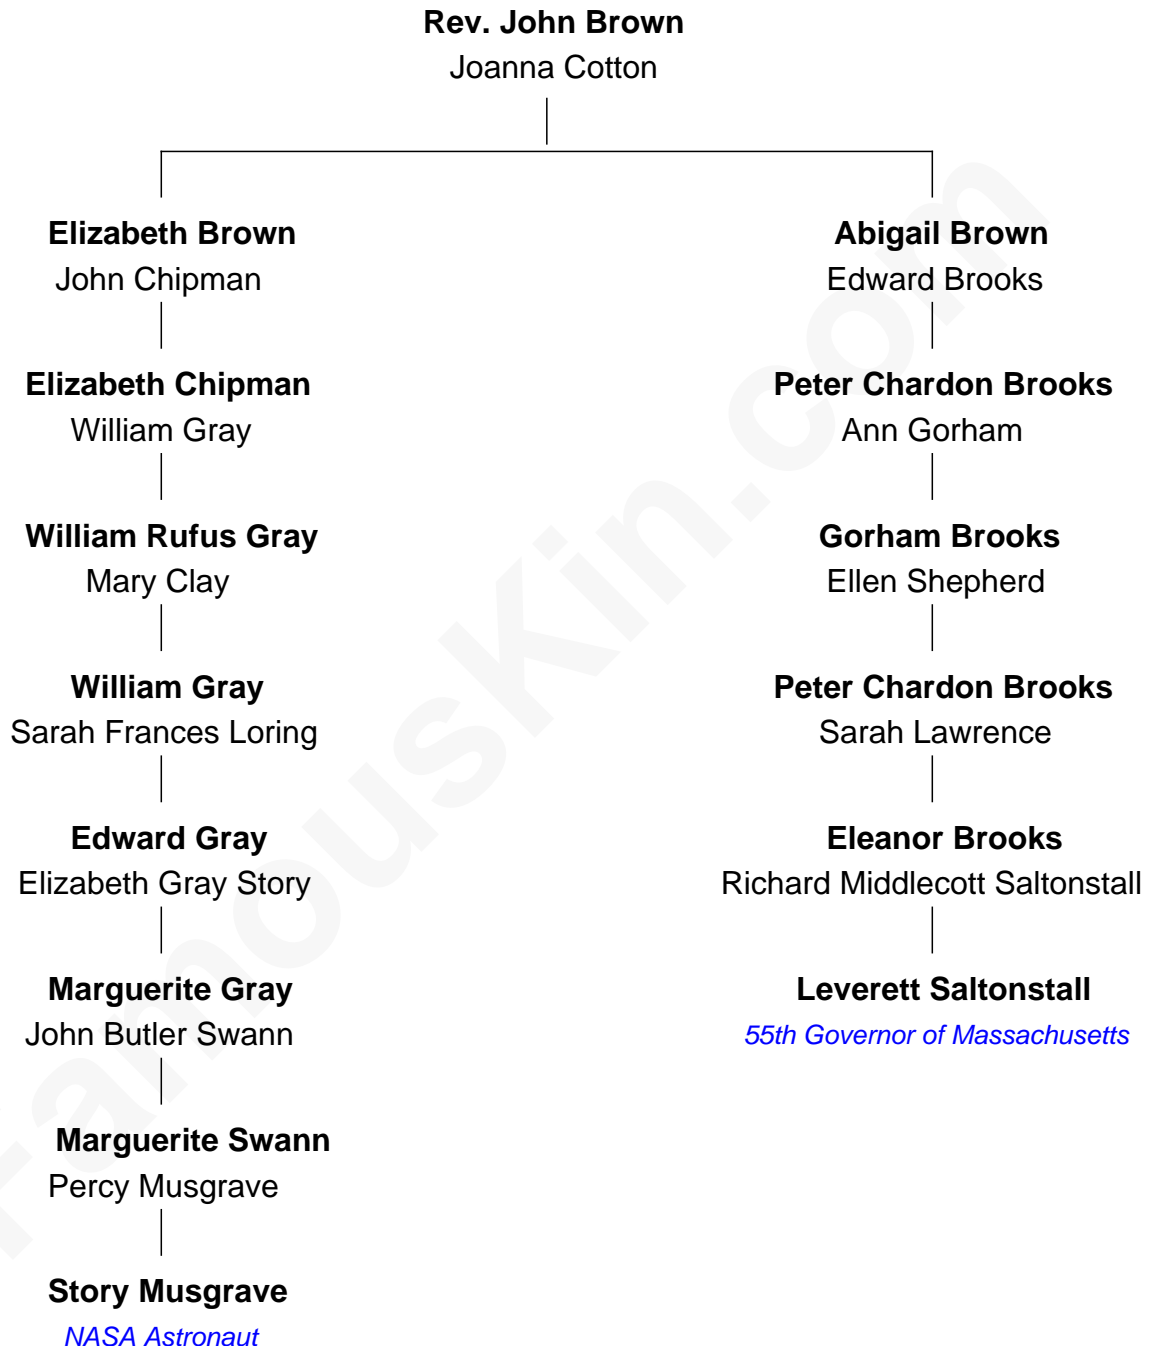 Rev. John Brown
Joanna Cotton
Elizabeth Brown
John Chipman
Abigail Brown
Edward Brooks
Elizabeth Chipman
William Gray
Peter Chardon Brooks
Ann Gorham
William Rufus Gray
Mary Clay
Gorham Brooks
Ellen Shepherd
William Gray
Sarah Frances Loring
Peter Chardon Brooks
Sarah Lawrence
Edward Gray
Elizabeth Gray Story
Eleanor Brooks
Richard Middlecott Saltonstall
Marguerite Gray
John Butler Swann
Leverett Saltonstall
55th Governor of Massachusetts
Marguerite Swann
Percy Musgrave
Story Musgrave
NASA Astronaut
FamousKin.com